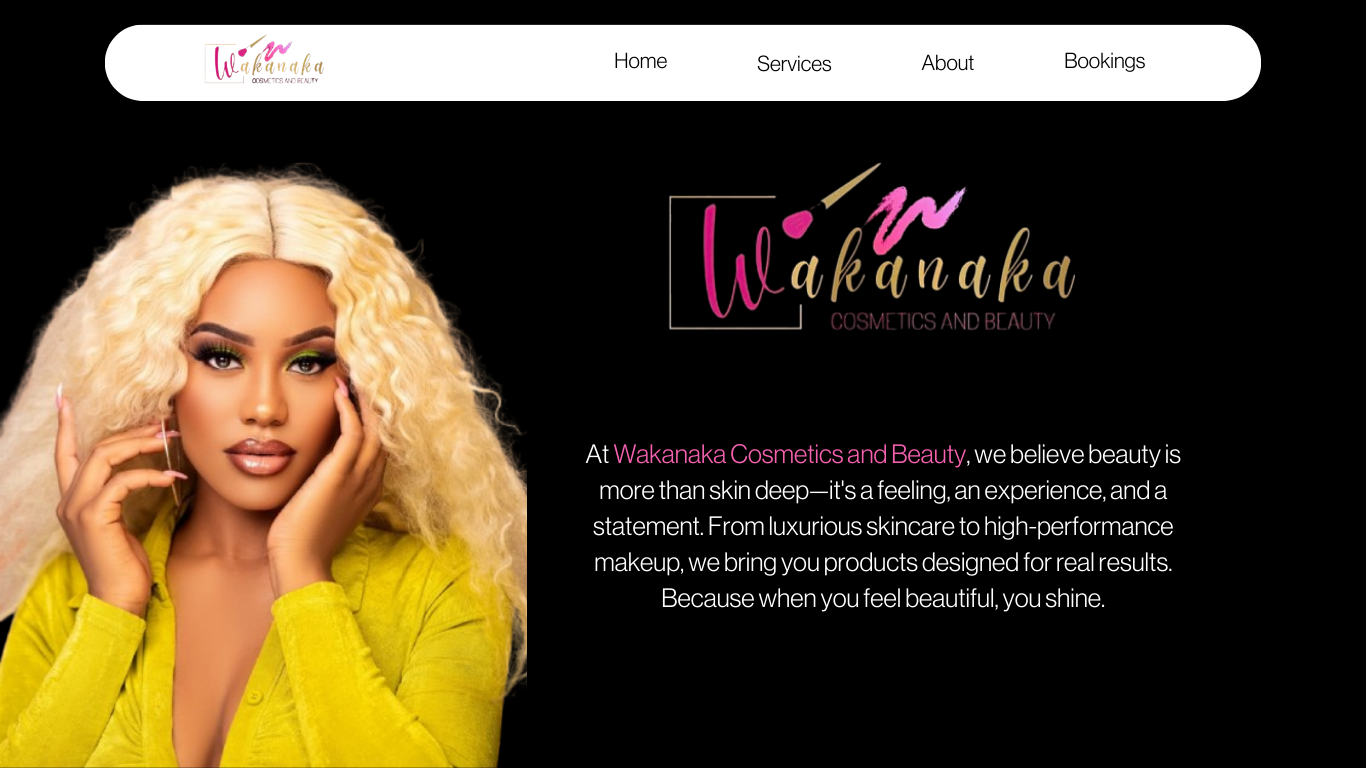 Wakanaka
COSMETICS AND BEAUTY
Home
Services
About
Bookings
Wakanaka
COSMETICS AND BEAUTY
At Wakanaka Cosmetics and Beauty, we believe beauty is
more than skin deep—it's a feeling, an experience, and a
statement. From luxurious skincare to high-performance
makeup, we bring you products designed for real results.
Because when you feel beautiful, you shine.